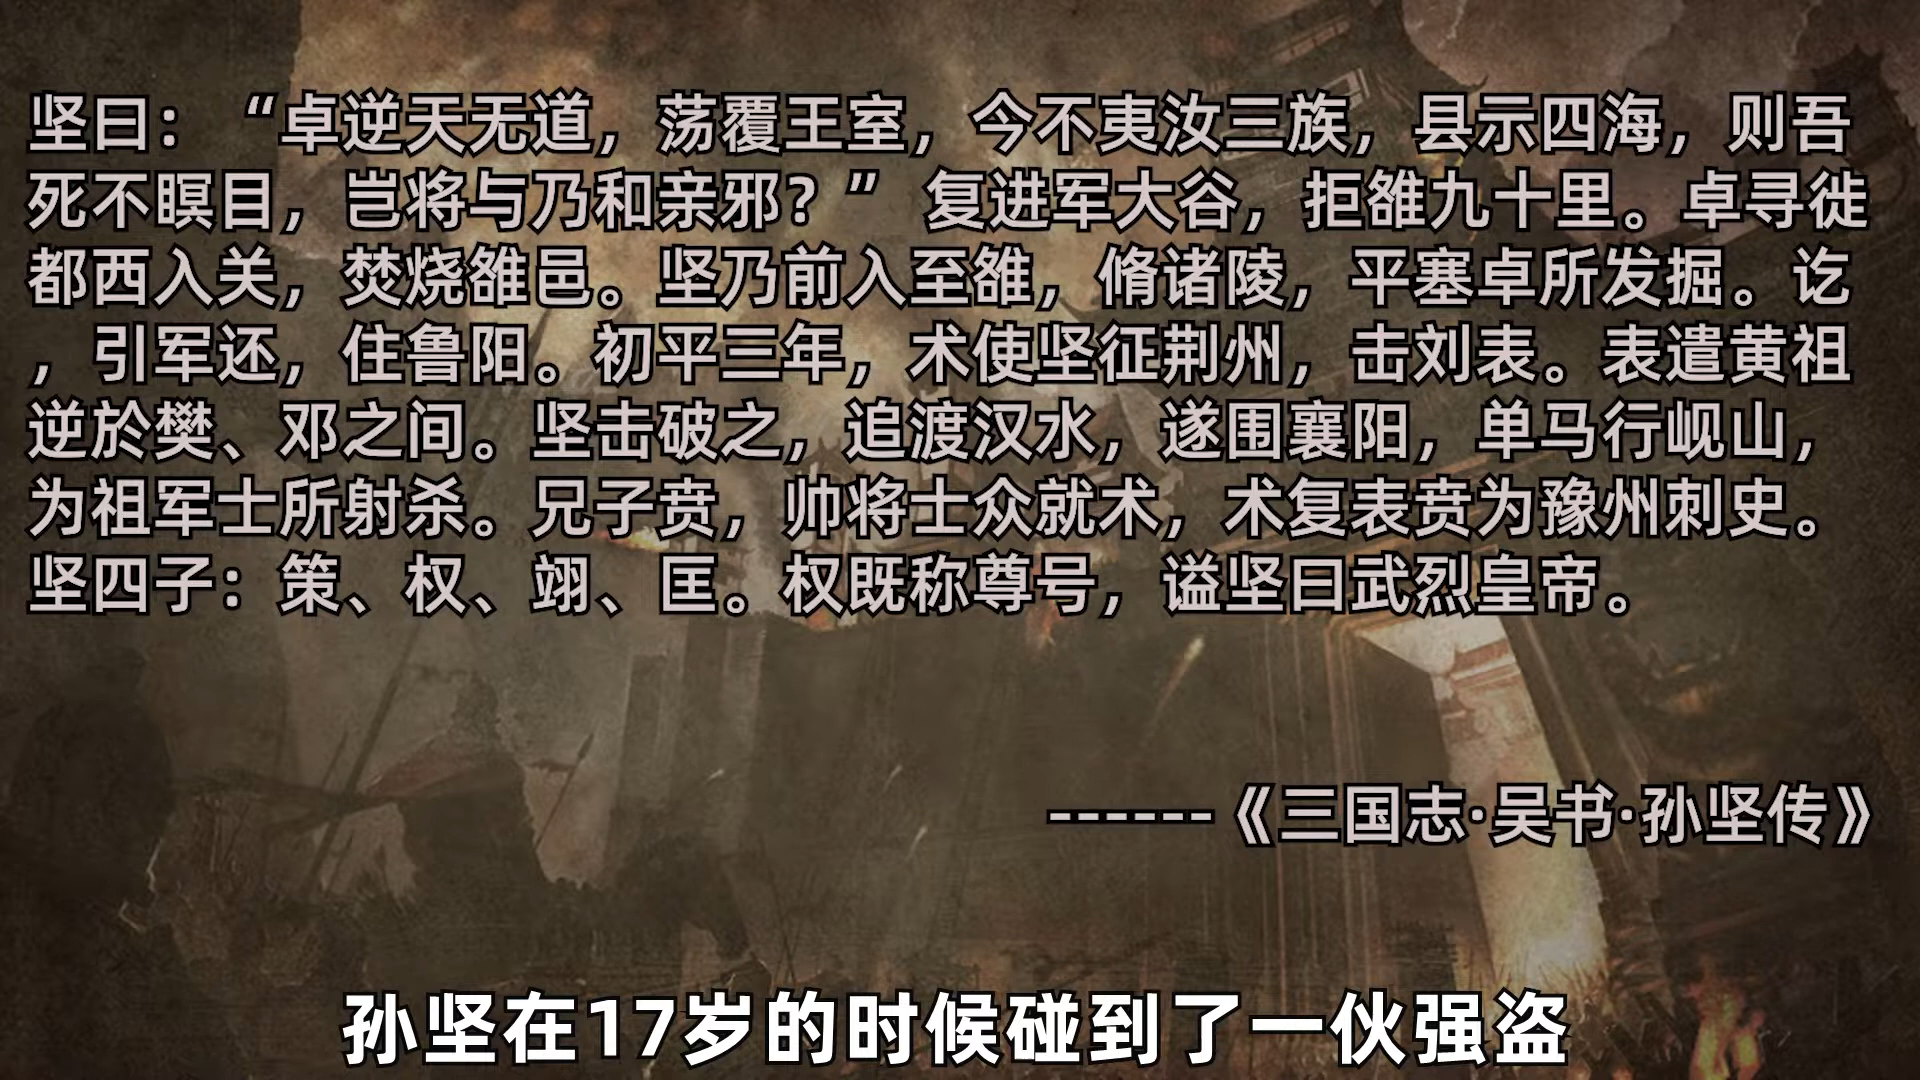 坚曰：“卓逆天无道，荡覆王室，今不夷汝三族，县示四海，则吾
死不瞑目，岂将与乃和亲邪？” 复进军大谷，拒雒九十里。卓寻徙
都西入关，焚烧雒邑。坚乃前入至雒，脩诸陵，平塞卓所发掘。讫
，引军还，住鲁阳。初平三年，术使坚征荆州，击刘表。表遣黄祖
逆於樊、邓之间。坚击破之，追渡汉水，遂围襄阳，单马行岘山，
为祖军士所射杀。兄子贲，帅将士众就术，术复表贲为豫州刺史。
坚四子：策、权、翊、匡。权既称尊号，谥坚曰武烈皇帝。
------《三国志·吴书·孙坚传》
孙坚在17岁的时候碰到了一伙强盗